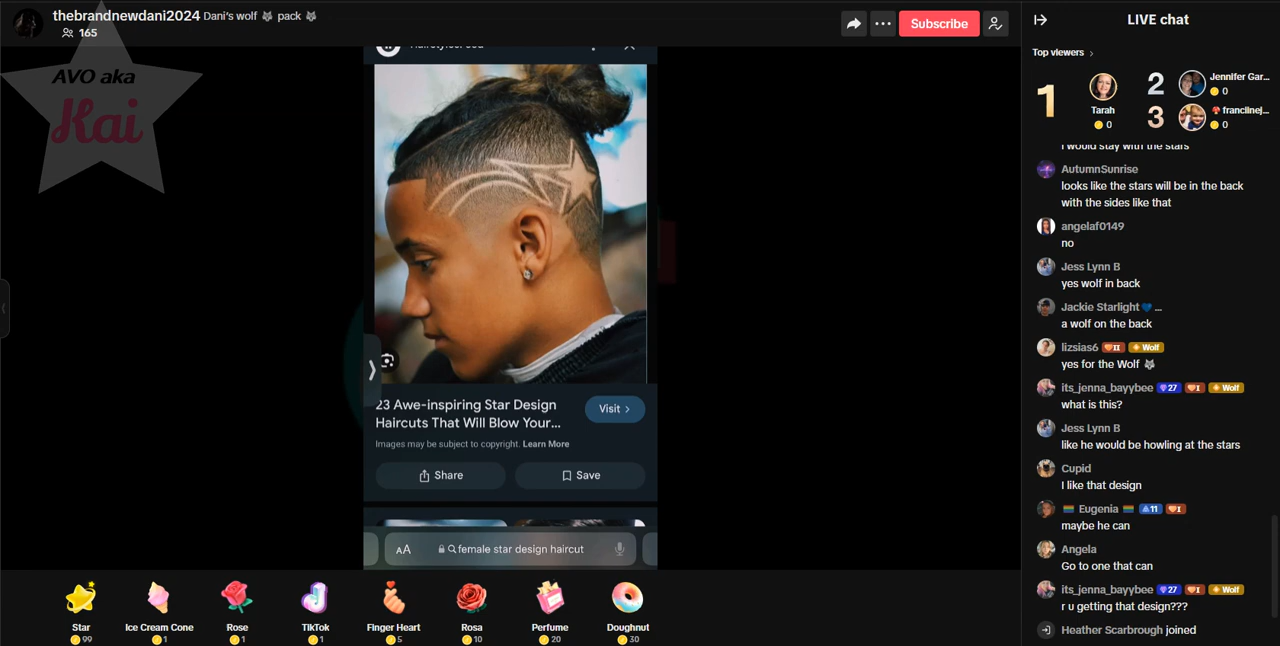 thebrandnewdani2024 Dani's wolf 🐺 pack 🐺
165
Subscribe
AVO aka
Kai
23 Awe-inspiring Star Design
Haircuts That Will Blow Your...
Visit
Images may be subject to copyright. Learn More
Share
Save
AA
female star design haircut
Star
99
Ice Cream Cone
1
Rose
1
TikTok
1
Finger Heart
5
Rosa
10
Perfume
20
Doughnut
30
LIVE chat
Top viewers
1
Tarah
0
2
Jennifer Gar...
0
3
francinej...
0
I would stay with the stars
AutumnSunrise
looks like the stars will be in the back
with the sides like that
angelaf0149
no
Jess Lynn B
yes wolf in back
Jackie Starlight💙 ...
a wolf on the back
lizsias6 II Wolf
yes for the Wolf 🐺
its_jenna_bayybee 27 I Wolf
what is this?
Jess Lynn B
like he would be howling at the stars
Cupid
I like that design
Eugenia 11 I
maybe he can
Angela
Go to one that can
its_jenna_bayybee 27 I Wolf
r u getting that design???
Heather Scarbrough joined